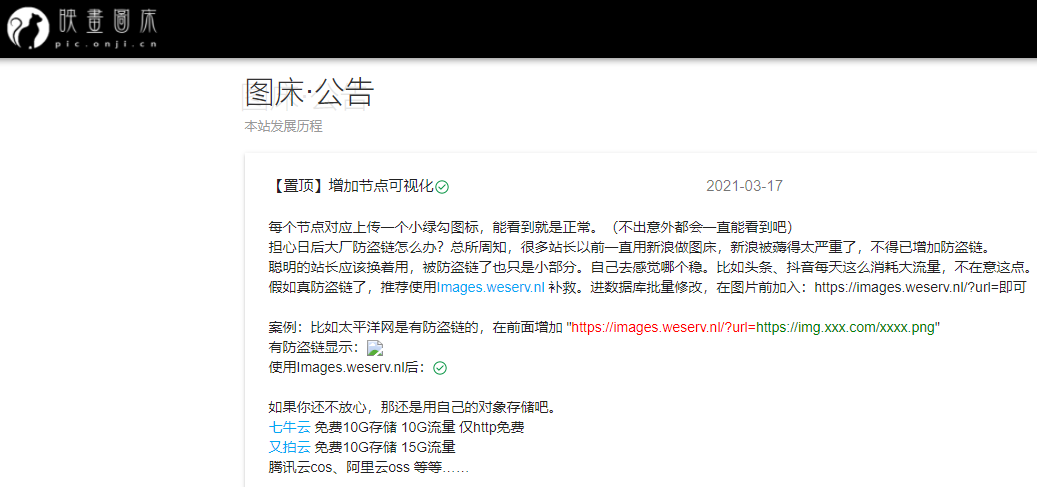 映畫圖床
pic.onji.cn
图床·公告
本站发展历程
【置顶】增加节点可视化 2021-03-17
每个节点对应上传一个小绿勾图标，能看到就是正常。（不出意外都会一直能看到吧）
担心日后大厂防盗链怎么办？总所周知，很多站长以前一直用新浪做图床，新浪被薅得太严重了，不得已增加防盗链。
聪明的站长应该换着用，被防盗链了也只是小部分。自己去感觉哪个稳。比如头条、抖音每天这么消耗大流量，不在意这点。
假如真防盗链了，推荐使用Images.weserv.nl 补救。进数据库批量修改，在图片前加入：https://images.weserv.nl/?url=即可
案例：比如太平洋网是有防盗链的，在前面增加 "https://images.weserv.nl/?url=https://img.xxx.com/xxxx.png"
有防盗链显示：
使用Images.weserv.nl后：
如果你还不放心，那还是用自己的对象存储吧。
七牛云 免费10G存储 10G流量 仅http免费
又拍云 免费10G存储 15G流量
腾讯云cos、阿里云oss 等等……